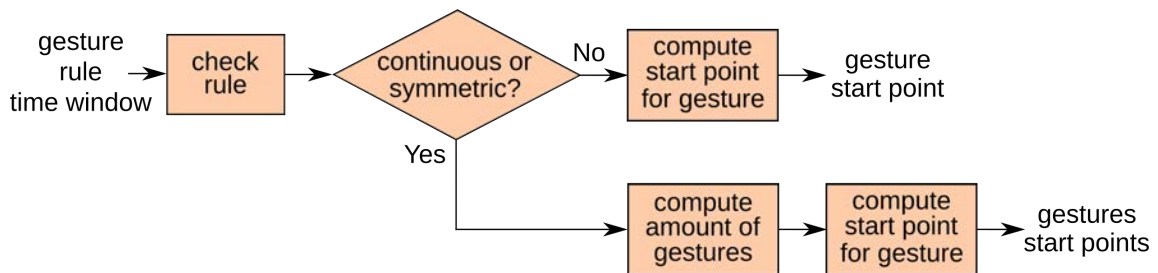 gesture
rule
time window
check
rule
continuous or
symmetric?
No
compute
start point
for gesture
gesture
start point
Yes
compute
amount of
gestures
compute
start point
for gesture
gestures
start points